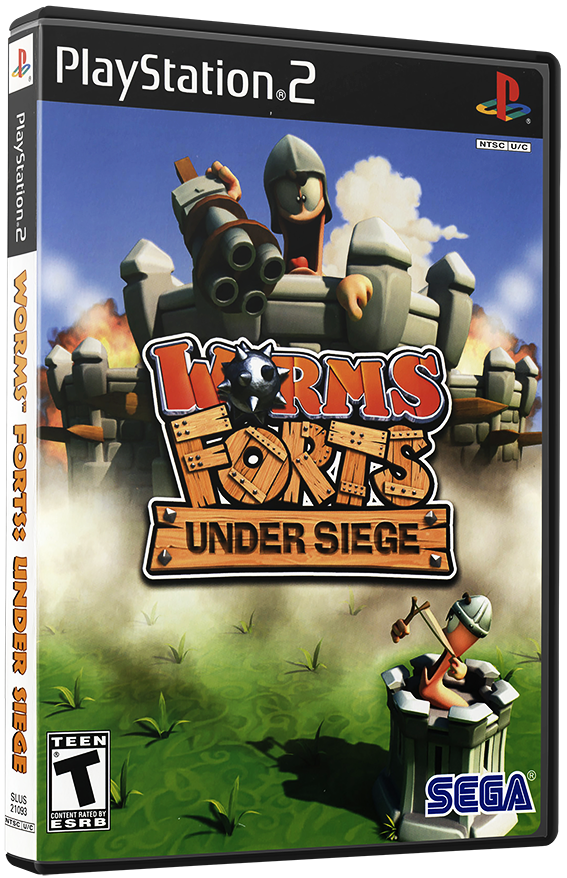 PlayStation®2
NTSC U/C
WORMS
FORTS
UNDER SIEGE
TEEN
T
CONTENT RATED BY
ESRB
SEGA®
PlayStation®2
WORMS™ FORTS: UNDER SIEGE
SLUS
21093
NTSC U/C